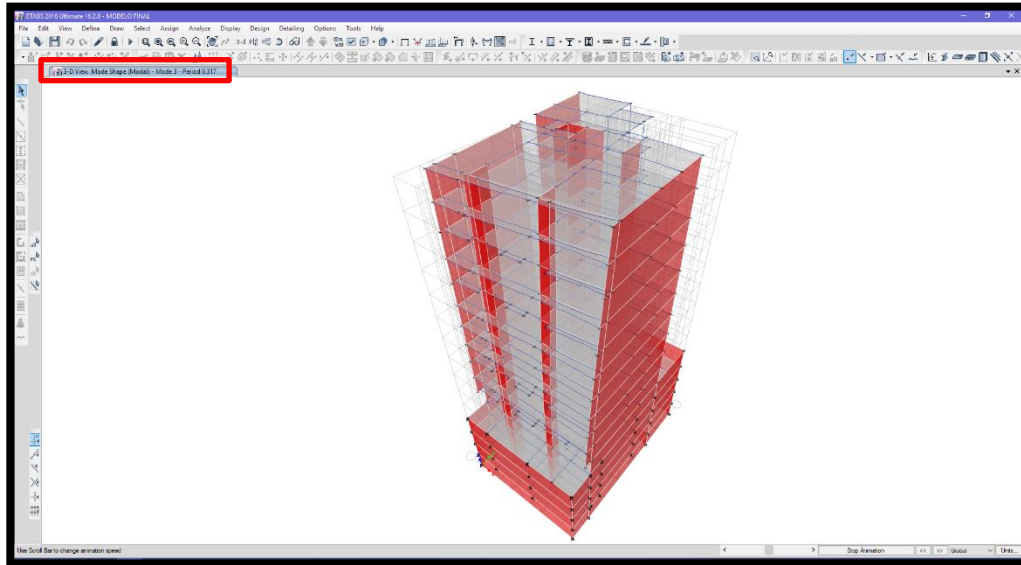 ETABS 2016 Ultimate 16.2.0 - MODELO FINAL
File Edit View Define Draw Select Assign Analyze Display Design Detailing Options Tools Help
3-D View Mode Shape (Modal) - Mode 3 - Period 0.317
Use Scroll Bar to change animation speed
Stop Animation << >> Global Units...